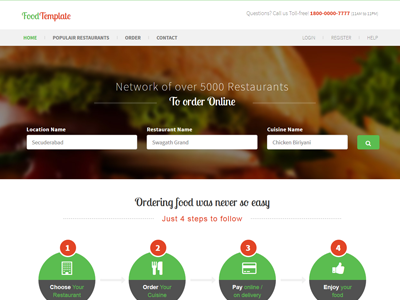 FoodTemplate
Questions? Call us Toll-free! 1800-0000-7777 (11AM to 11PM)
HOME
POPULAIR RESTAURANTS
ORDER
CONTACT
LOGIN
REGISTER
HELP
Network of over 5000 Restaurants
To order Online
Location Name
Restaurant Name
Cuisine Name
Secuderabad
Swagath Grand
Chicken Biriyani
Ordering food was never so easy
Just 4 steps to follow
1
2
3
4
Choose Your
Restaurant
Order Your
Cuisine
Pay online /
on delivery
Enjoy your
food